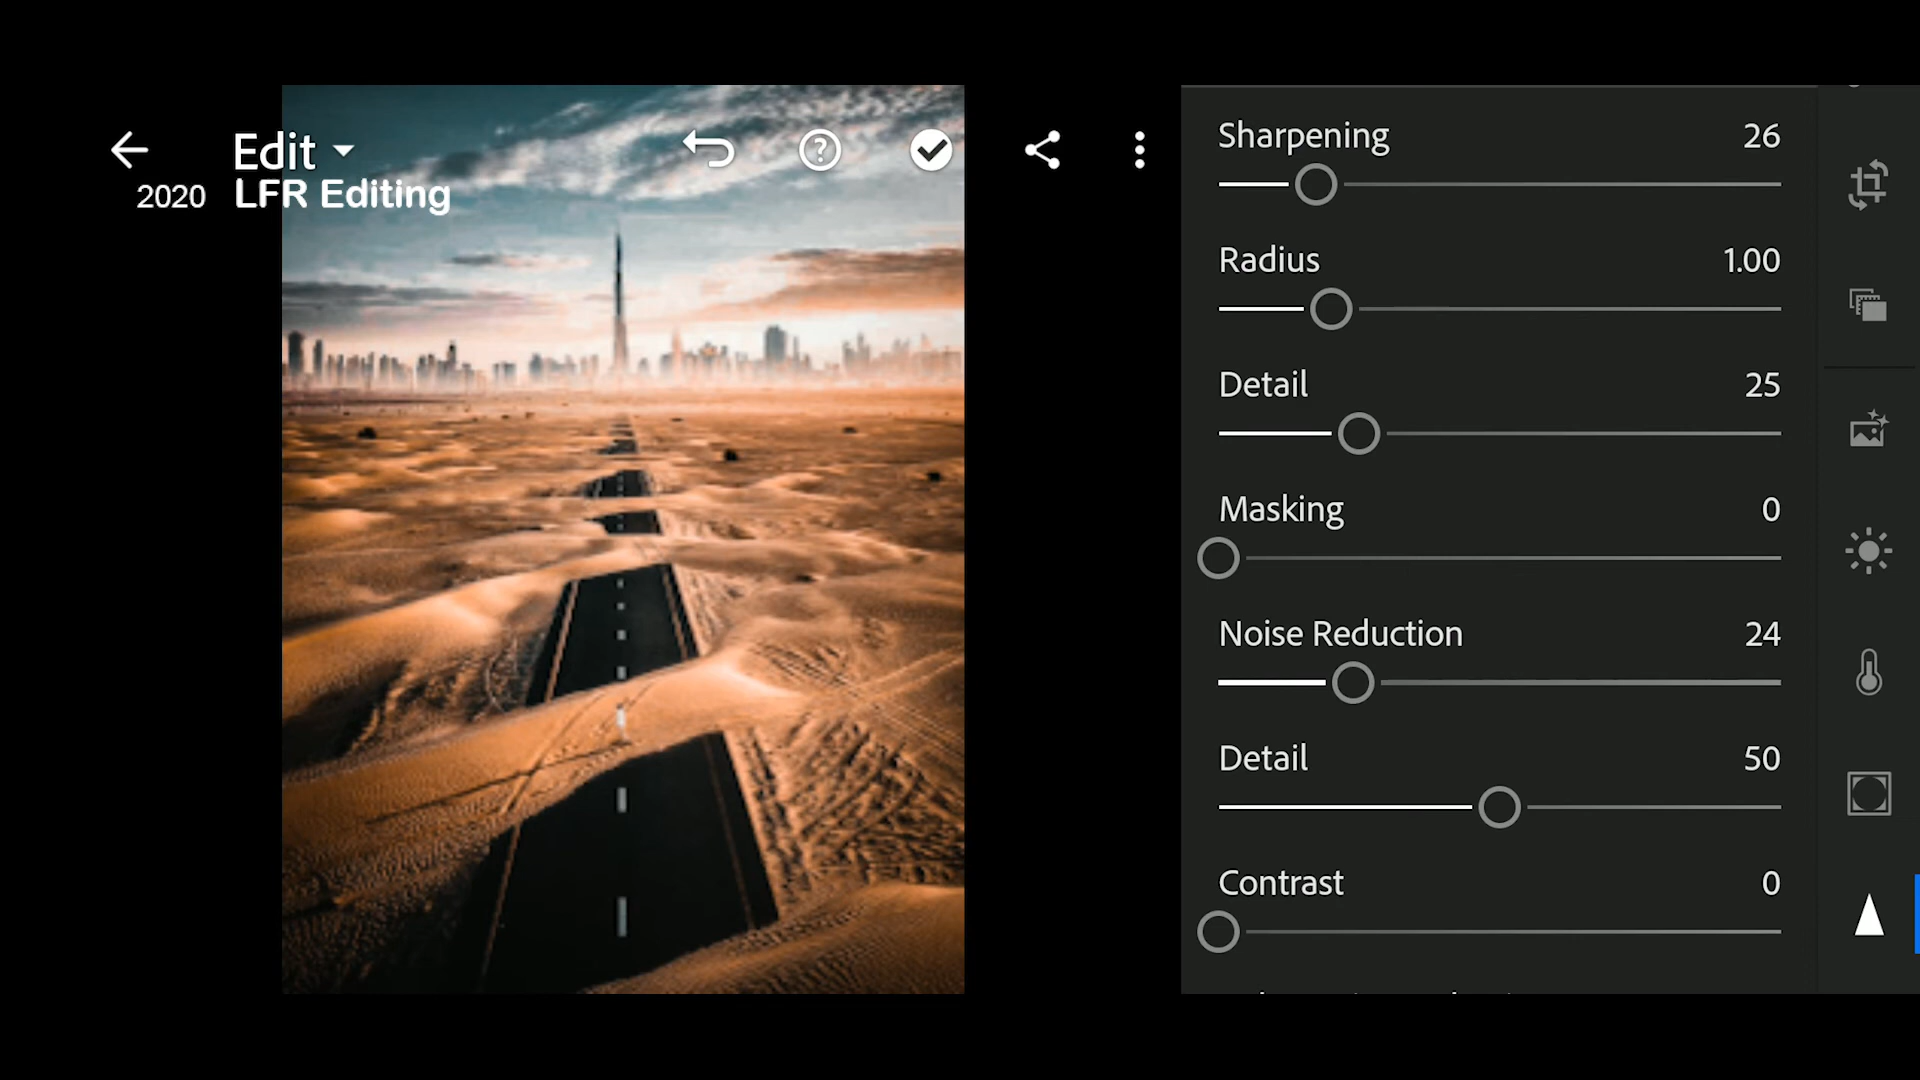 Edit
2020 LFR Editing
Sharpening 26
Radius 1.00
Detail 25
Masking 0
Noise Reduction 24
Detail 50
Contrast 0